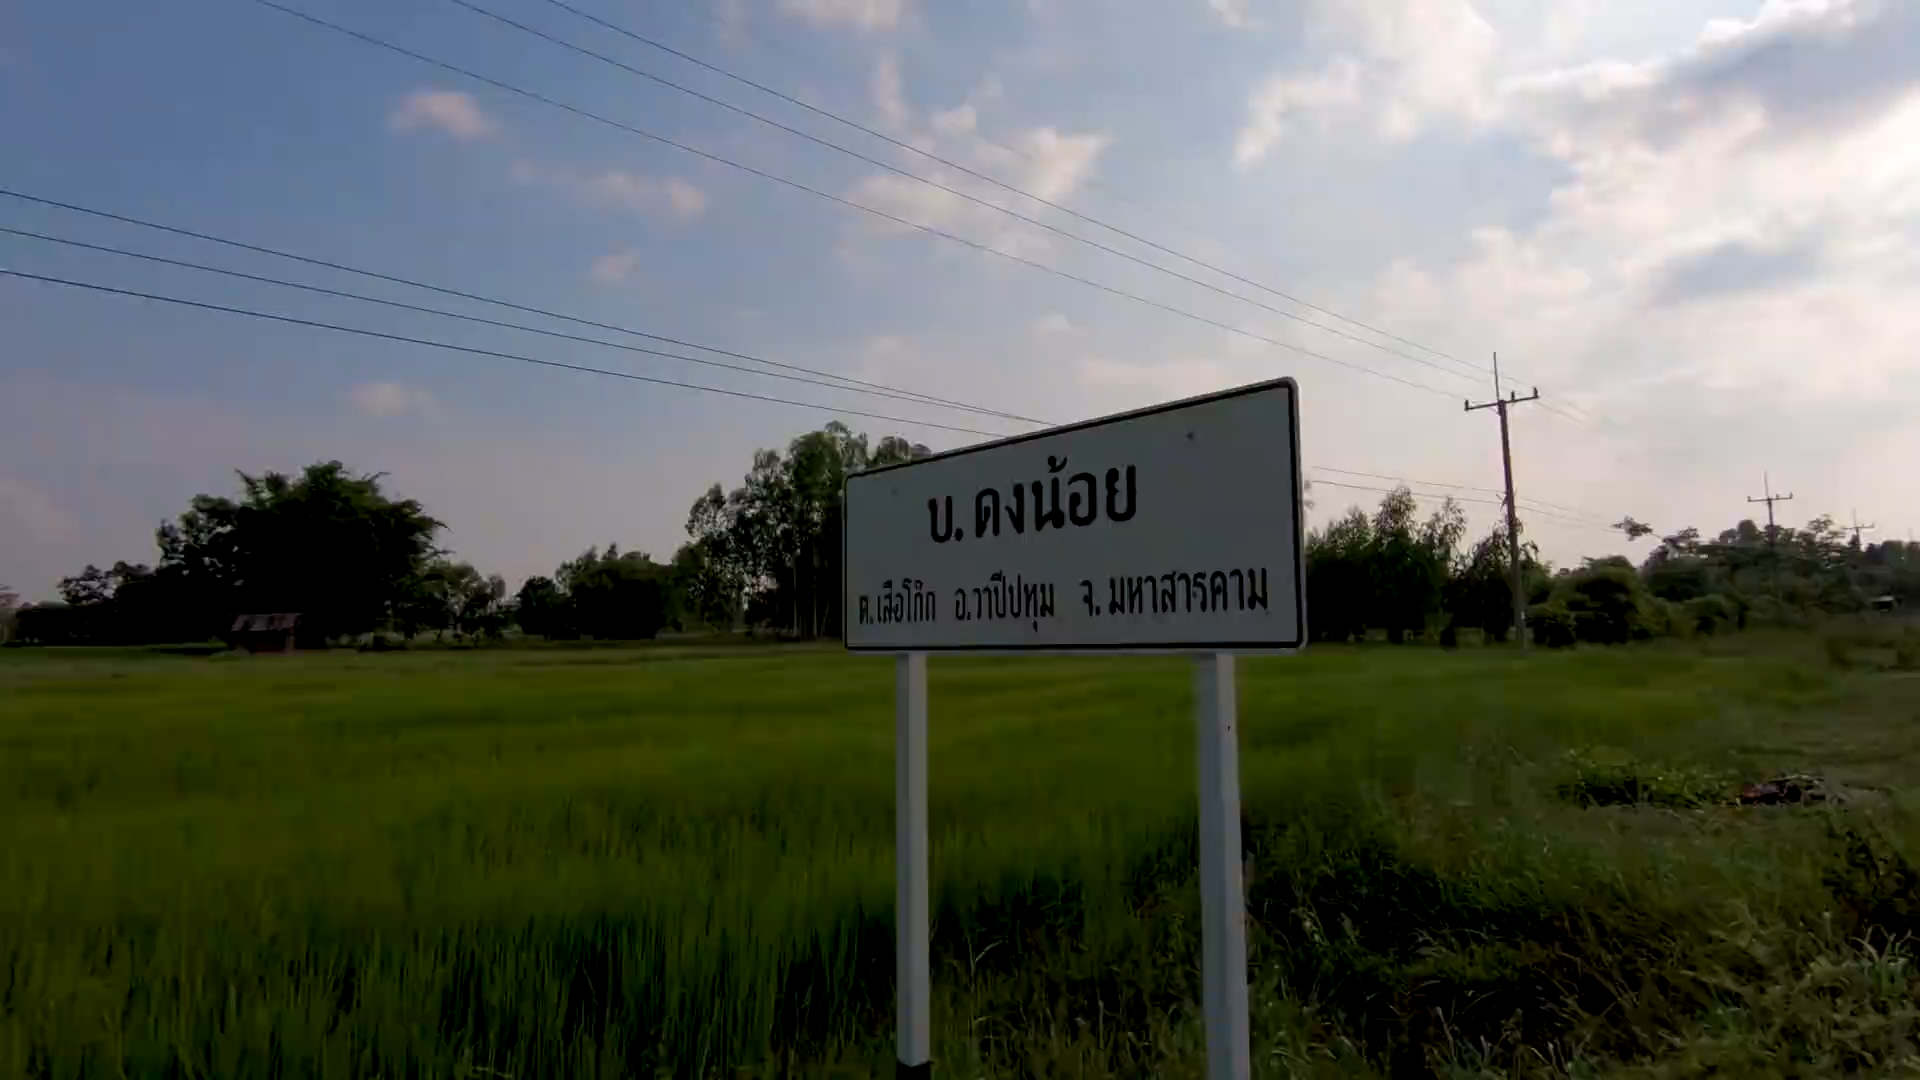 บ. ดงน้อย
ต. เสือโก้ก อ.วาปีปทุม จ. มหาสารคาม